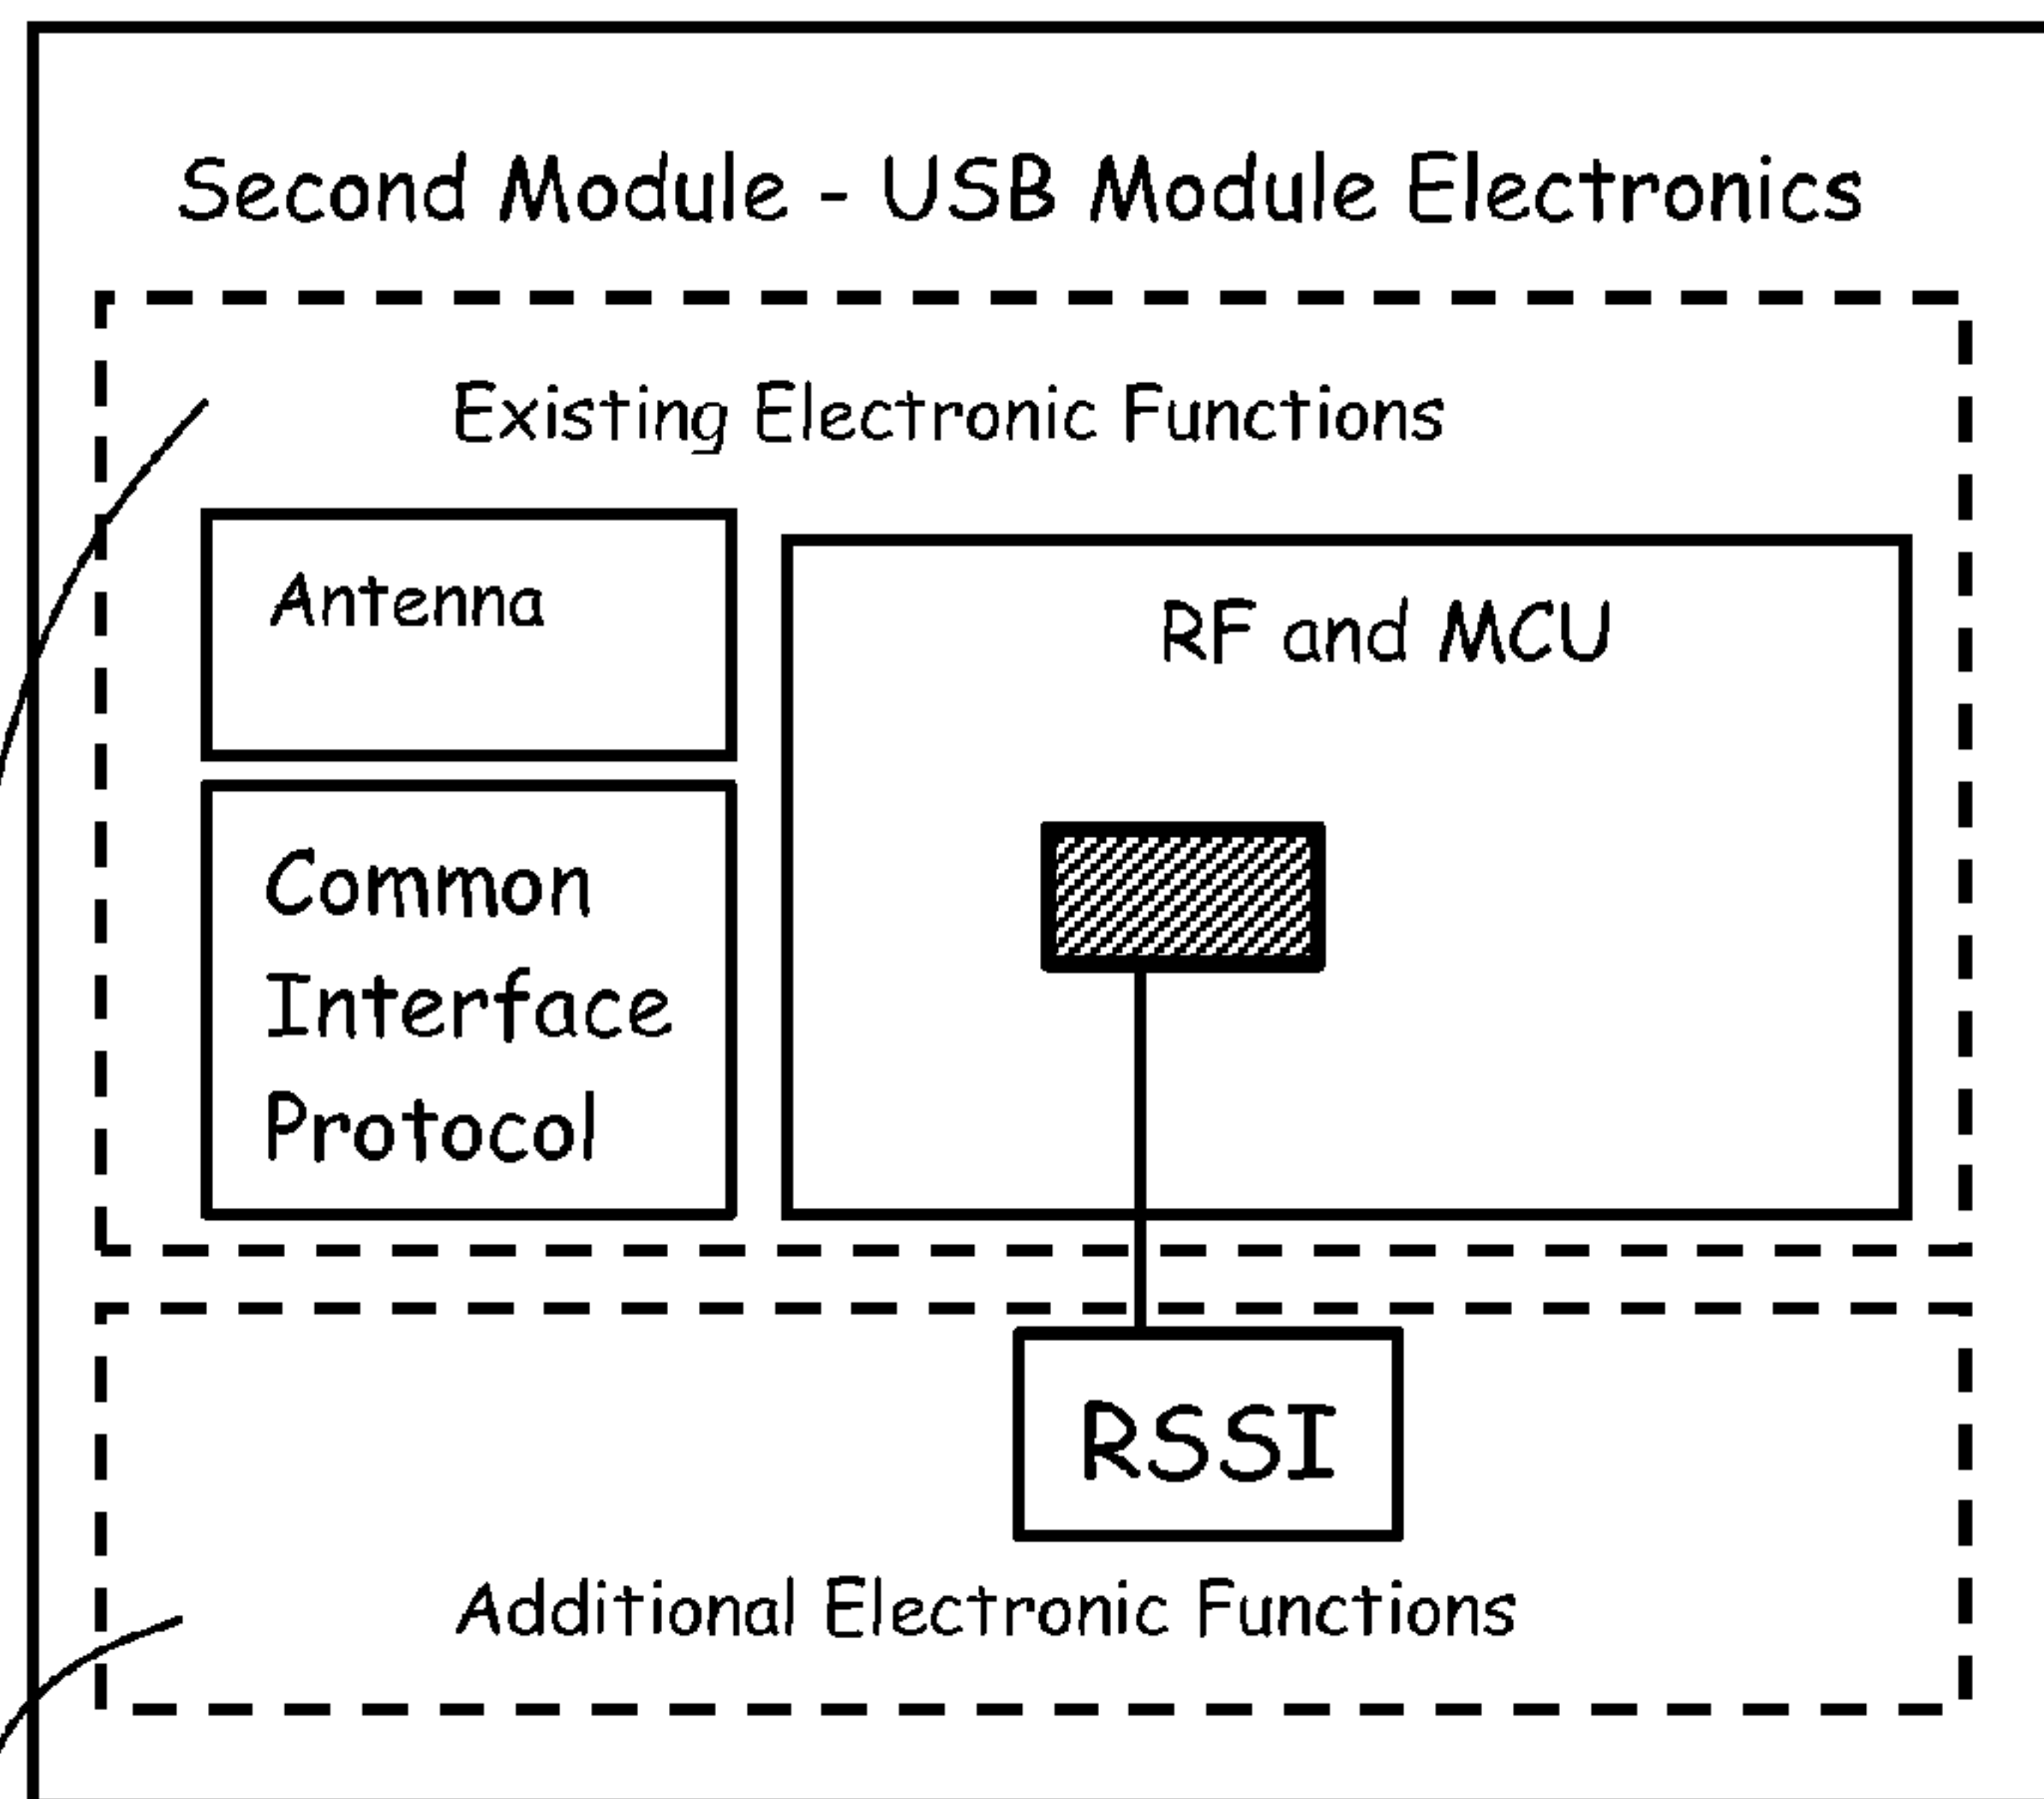 Second Module - USB Module Electronics
Existing Electronic Functions
Antenna
RF and MCU
Common
Interface
Protocol
RSSI
Additional Electronic Functions